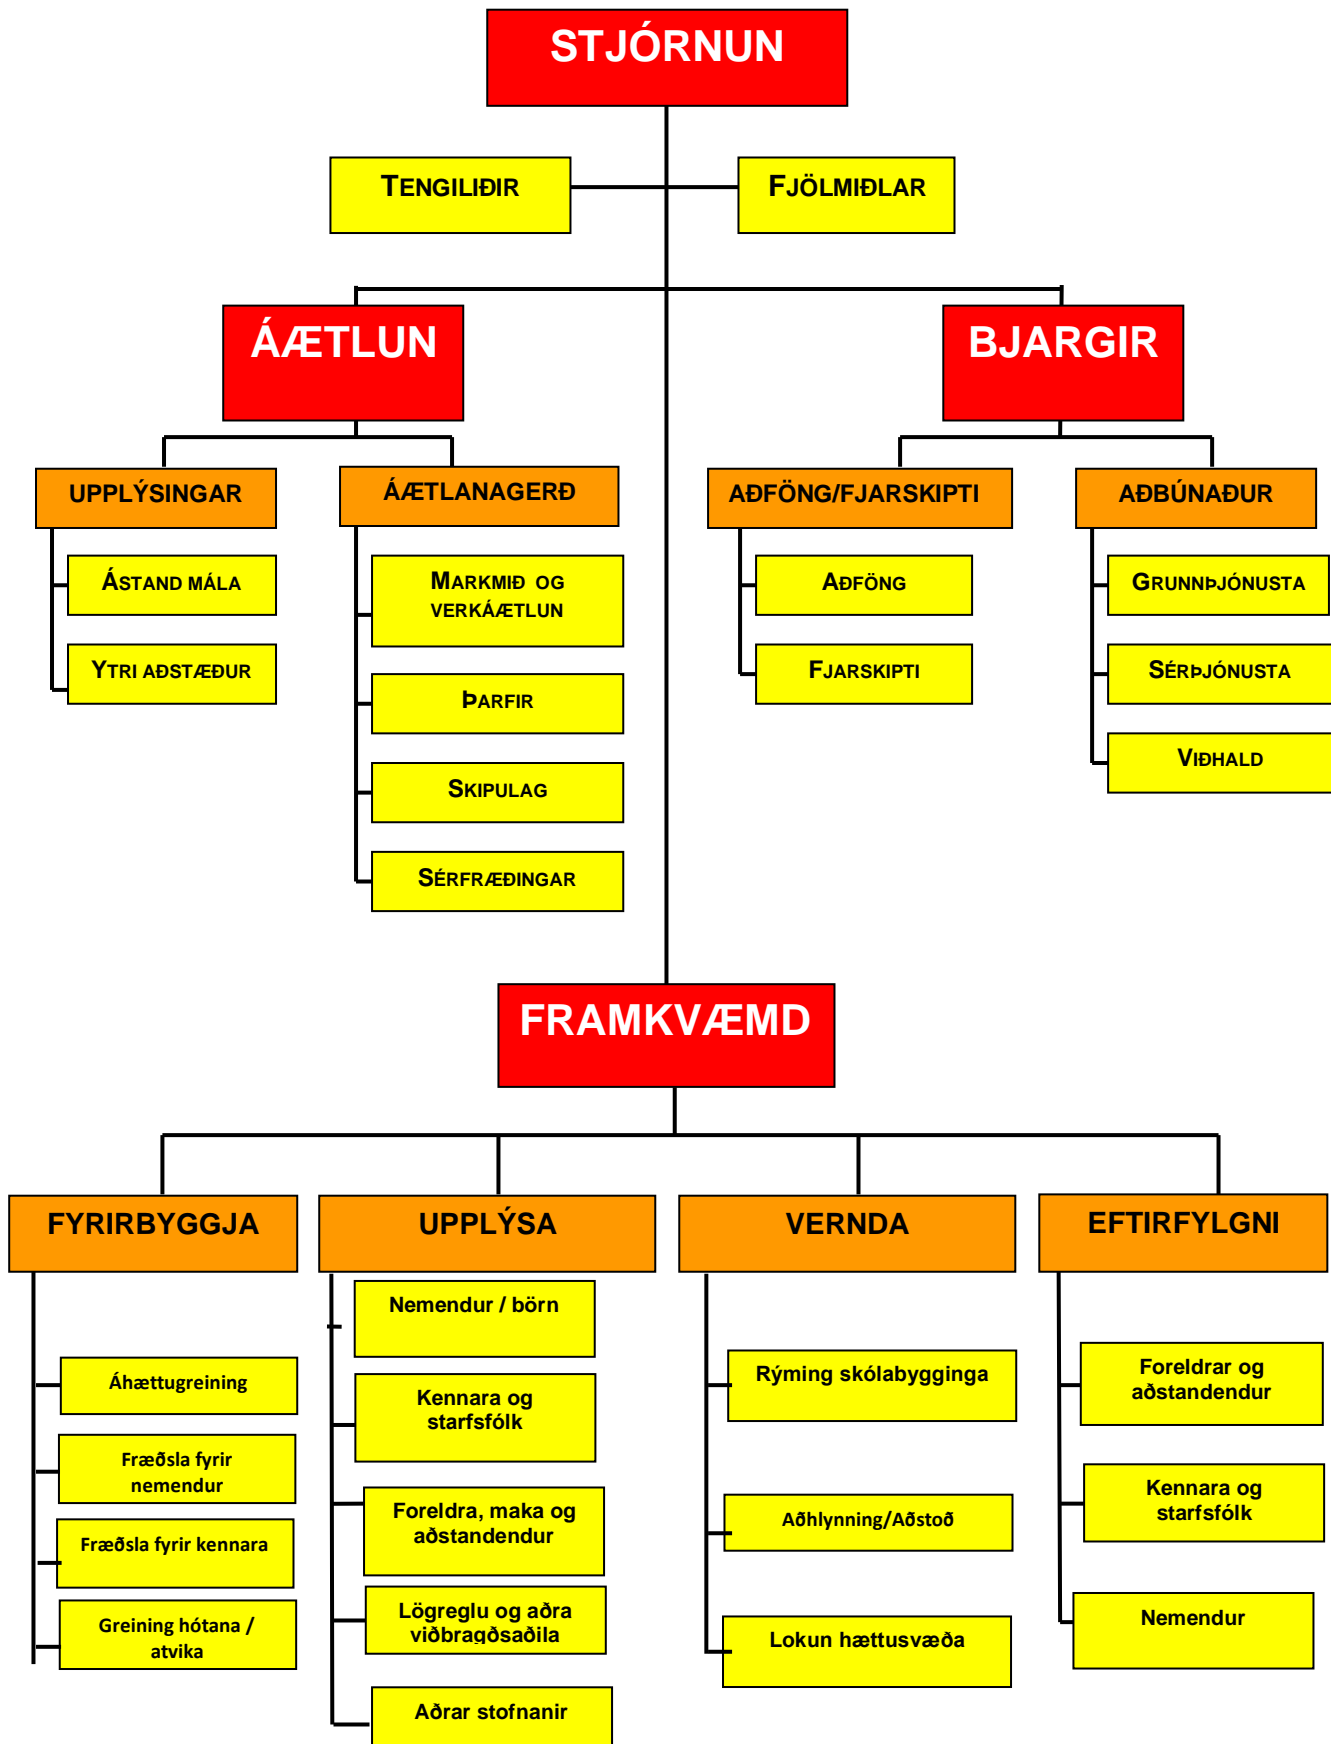 STJÓRNUN
TENGILIÐIR
FJÖLMIÐLAR
ÁÆTLUN
BJARGIR
UPPLÝSINGAR
ÁÆTLANAGERÐ
AÐFÖNG/FJARSKIPTI
AÐBÚNAÐUR
ÁSTAND MÁLA
MARKMIÐ OG
VERKÁÆTLUN
AÐFÖNG
GRUNNÞJÓNUSTA
YTRI AÐSTÆÐUR
ÞARFIR
FJARSKIPTI
SÉRÞJÓNUSTA
SKIPULAG
VIÐHALD
SÉRFRÆÐINGAR
FRAMKVÆMD
FYRIRBYGGJA
UPPLÝSA
VERNDA
EFTIRFYLGNI
Áhættugreining
Fræðsla fyrir
nemendur
Fræðsla fyrir kennara
Greining hótana /
atvika
Nemendur / börn
Kennara og
starfsfólk
Foreldra, maka og
aðstandendur
Lögreglu og aðra
viðbragðsaðila
Aðrar stofnanir
Rýming skólabygginga
Aðhlynning/Aðstoð
Lokun hættusvæða
Foreldrar og
aðstandendur
Kennara og
starfsfólk
Nemendur